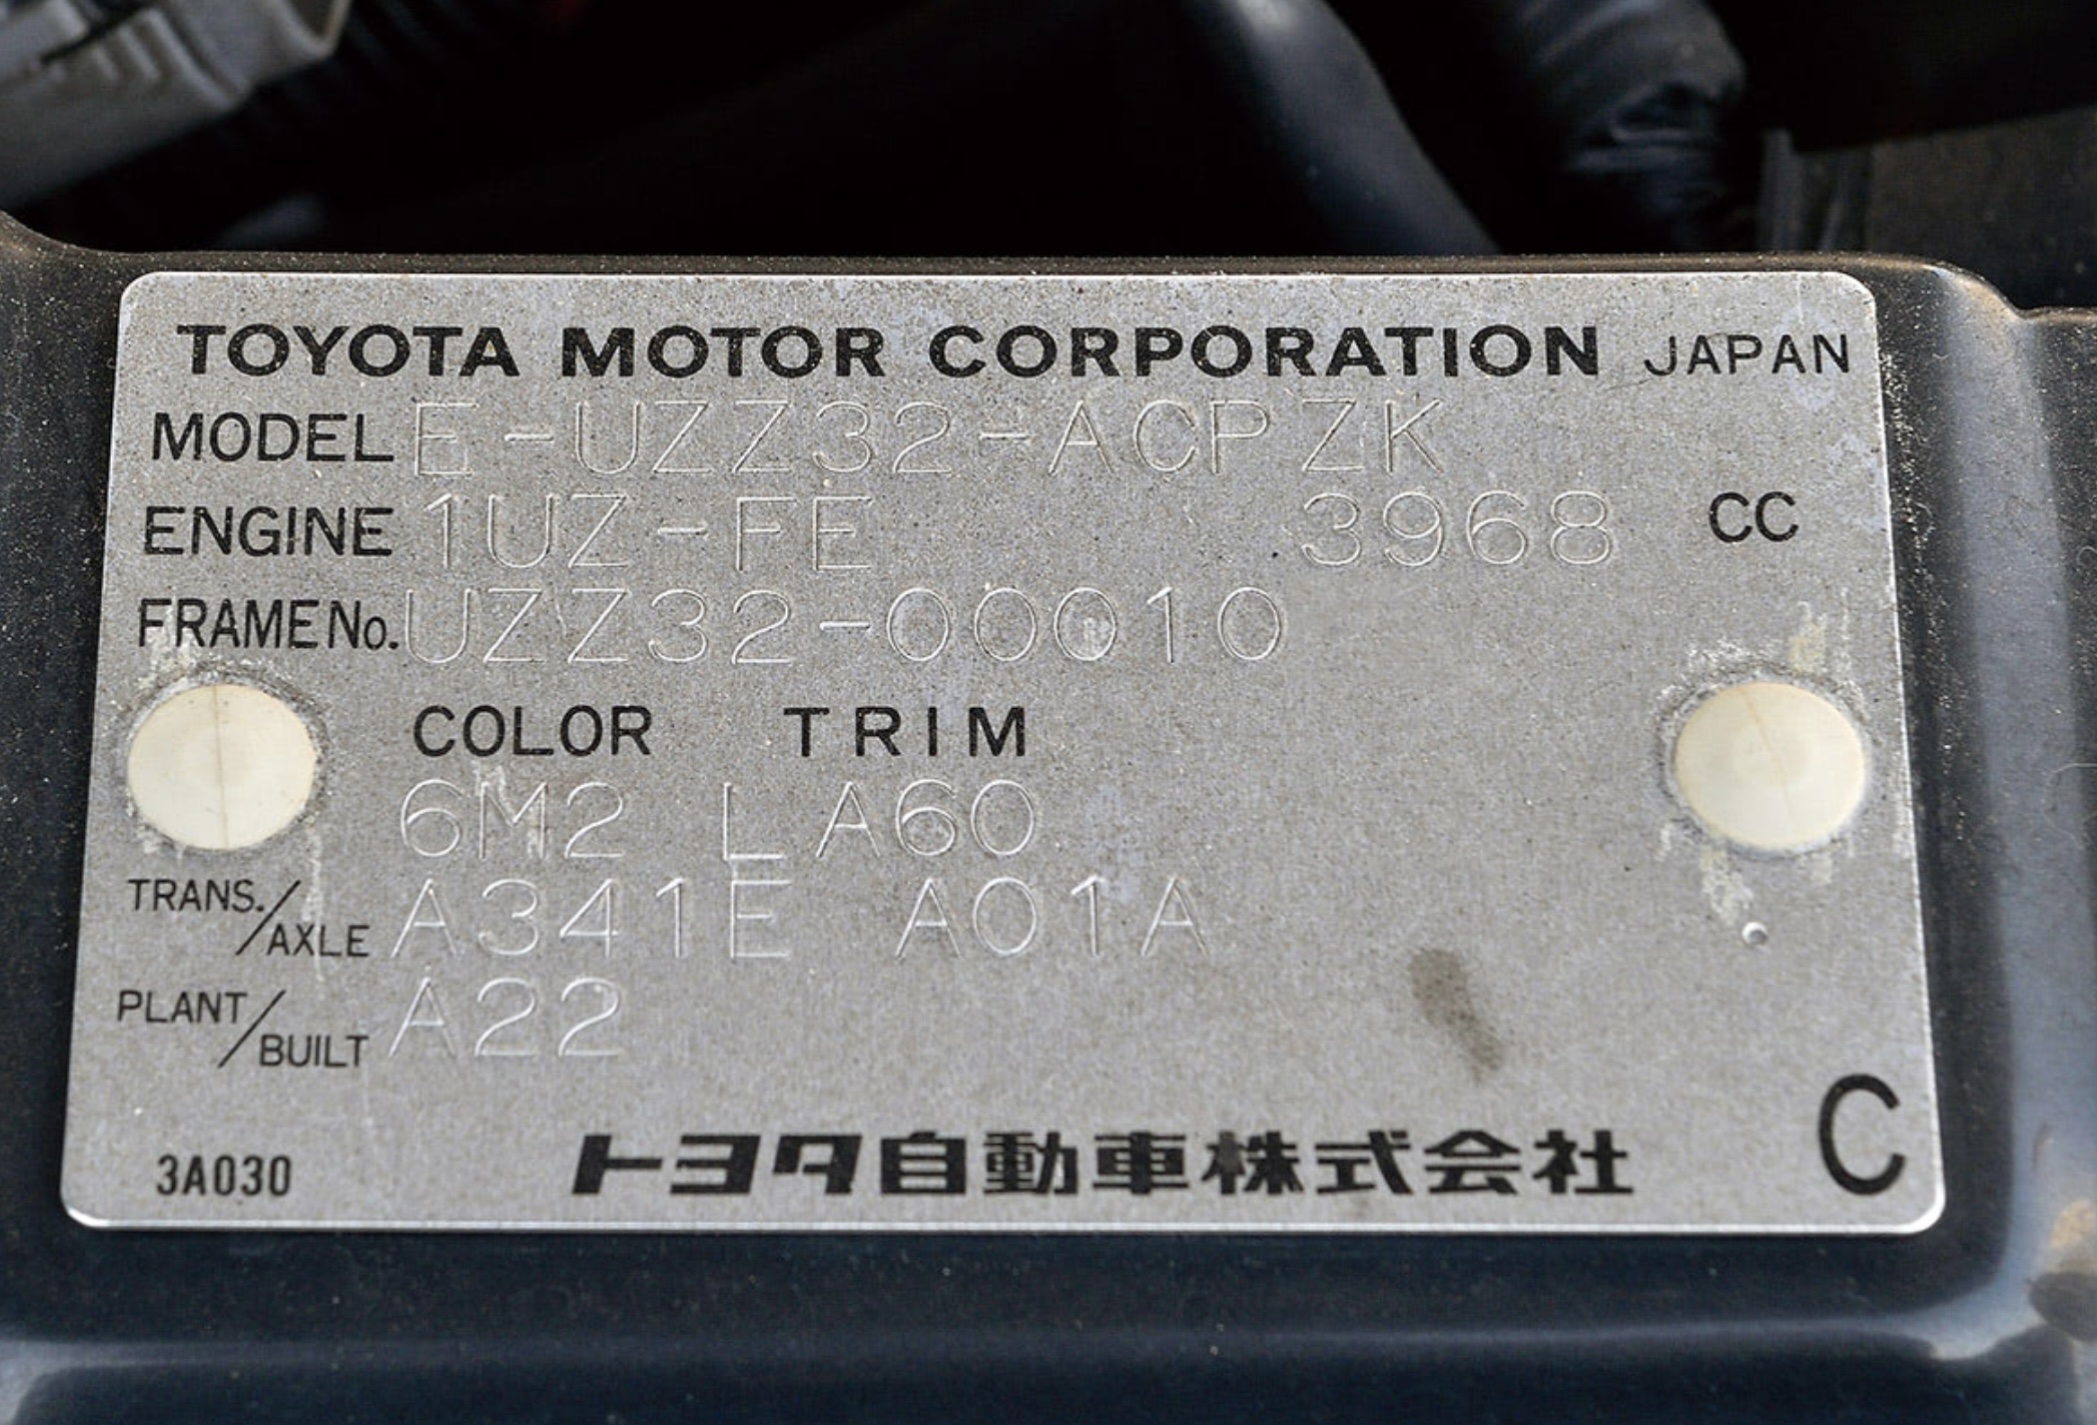 TOYOTA MOTOR CORPORATION JAPAN
MODEL E-UZZ32-ACPZK
ENGINE 1UZ-FE 3968 CC
FRAME No. UZZ32-00010
COLOR TRIM
6M2 LA60
TRANS./AXLE A341E A01A
PLANT/BUILT A22
3A030 トヨタ自動車株式会社 C